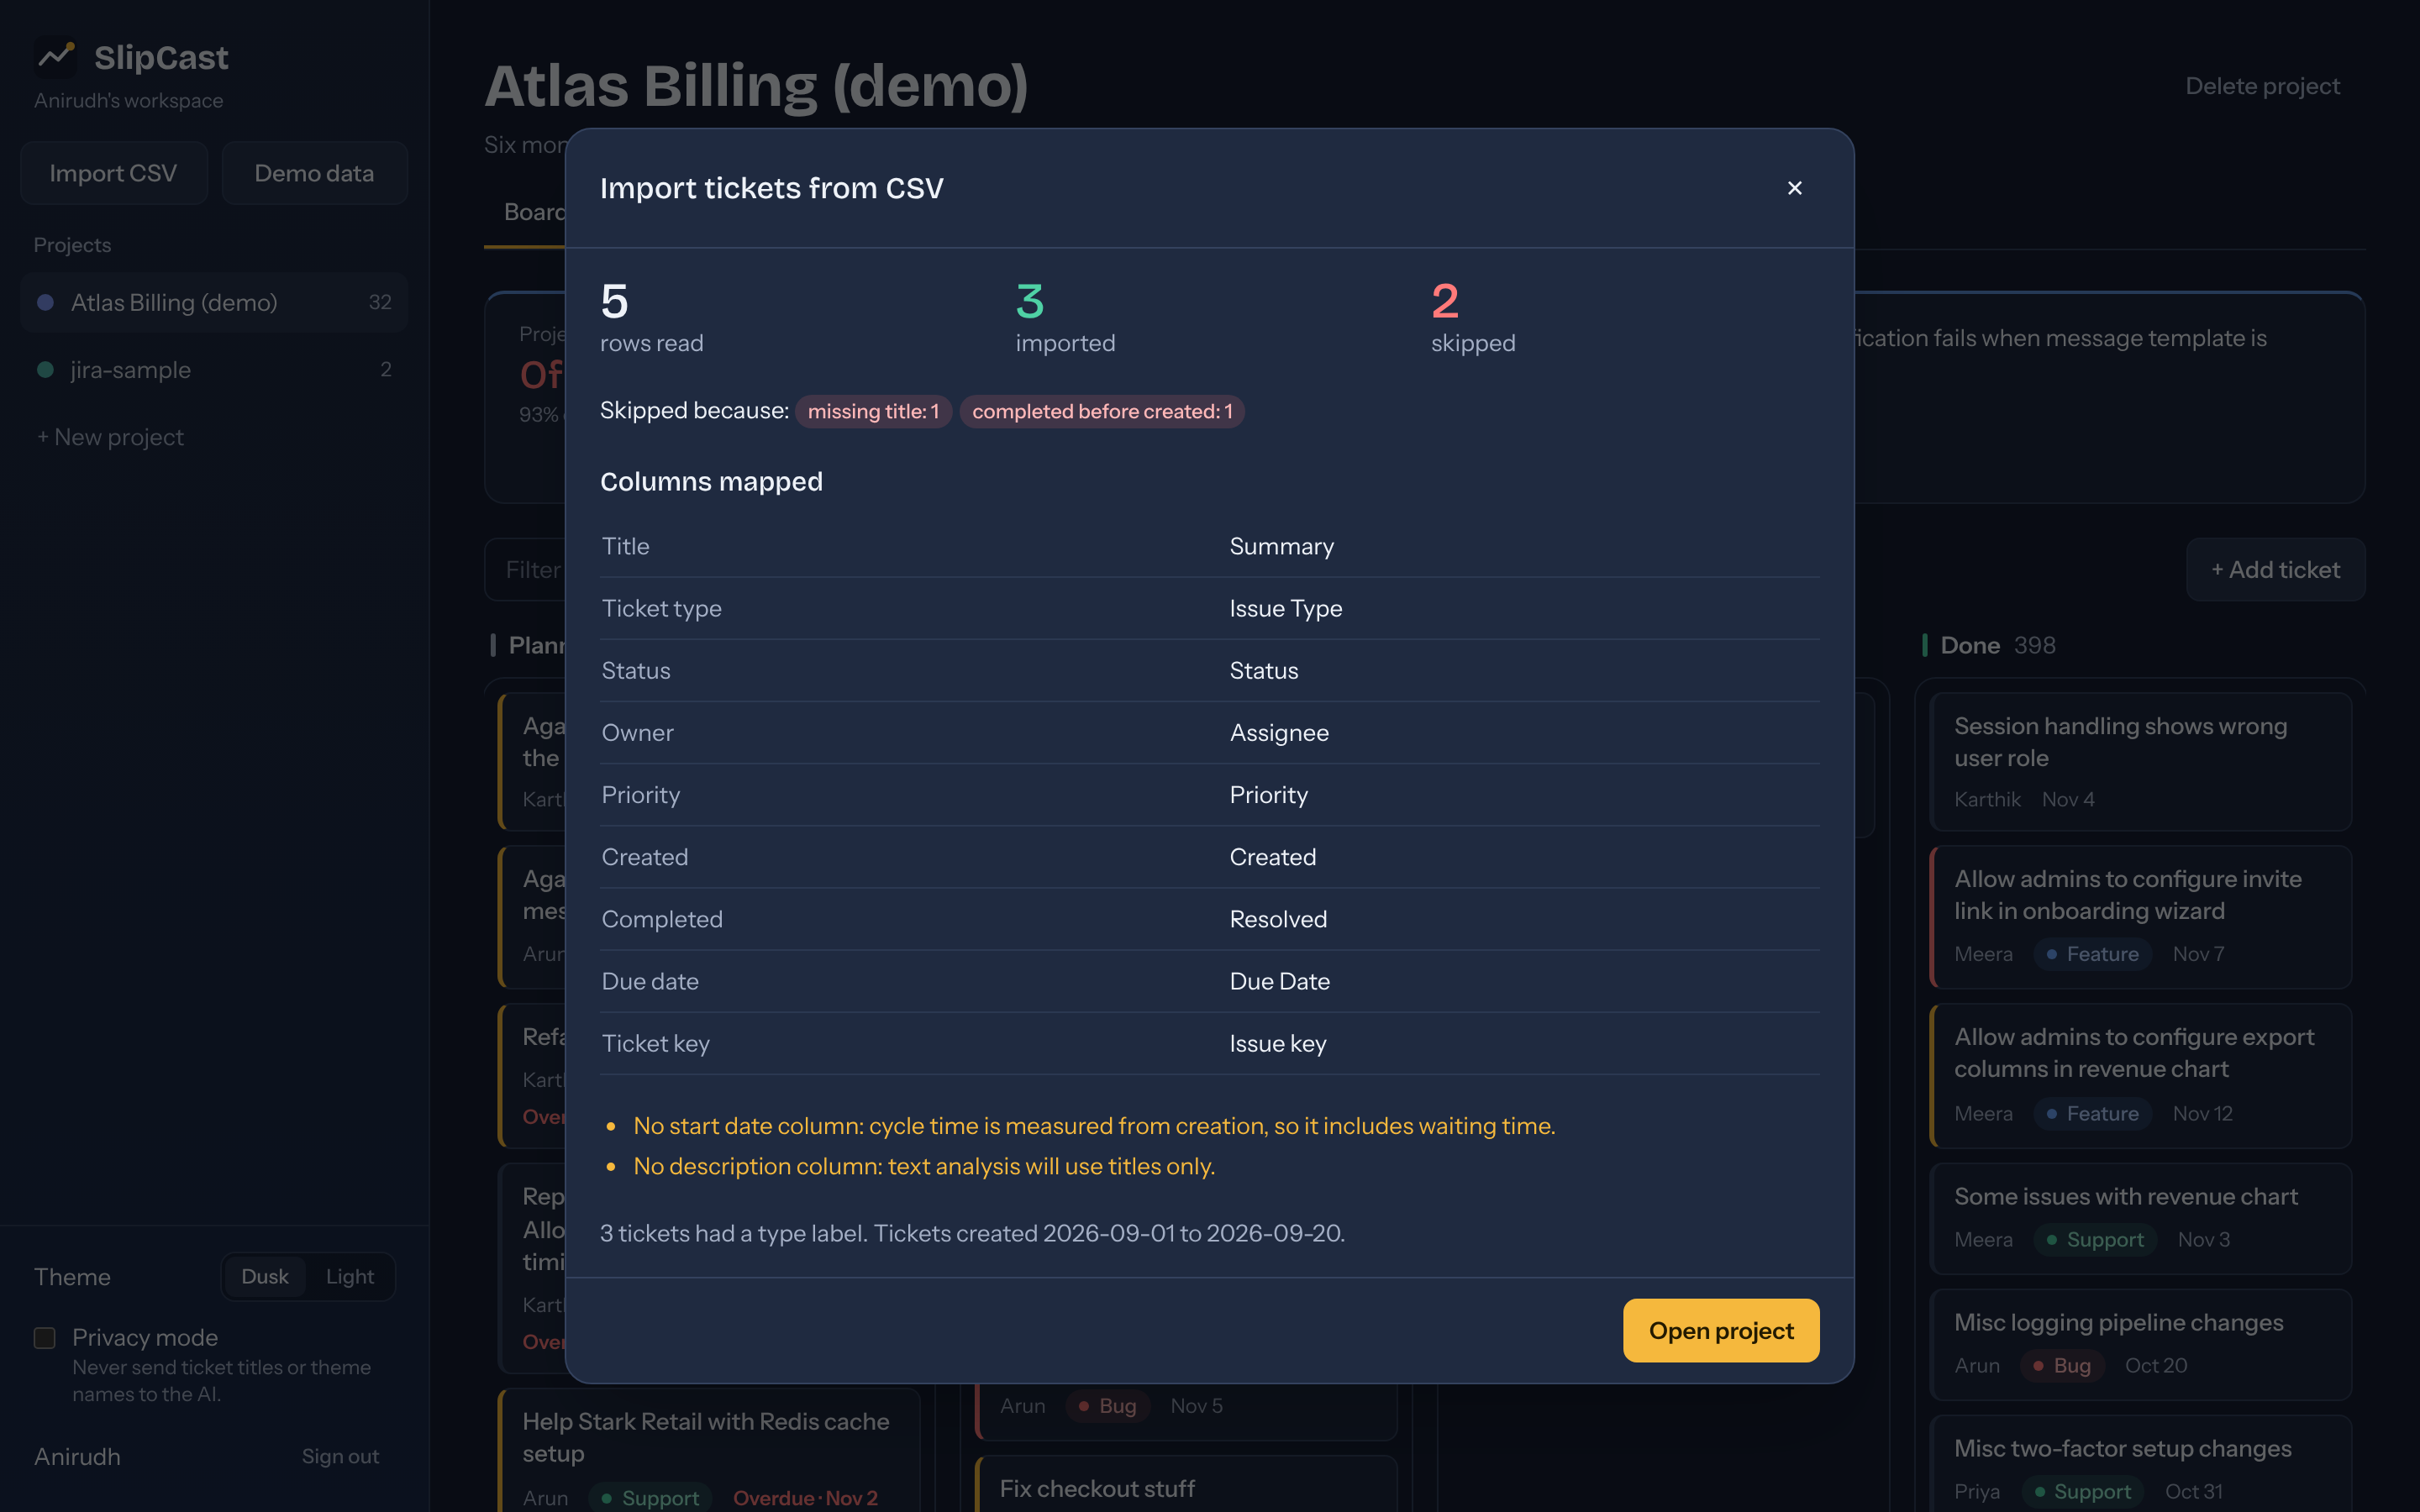 SlipCast
Anirudh's workspace
Import CSV
Demo data
Projects
Atlas Billing (demo) 32
jira-sample 2
+ New project
Theme
Dusk
Light
Privacy mode
Never send ticket titles or theme
names to the AI.
Anirudh
Sign out
Atlas Billing (demo)
Delete project
Six
Import tickets from CSV
×
5
rows read
3
imported
2
skipped
Skipped because: missing title: 1 completed before created: 1
Columns mapped
Title Summary
Ticket type Issue Type
Status Status
Owner Assignee
Priority Priority
Created Created
Completed Resolved
Due date Due Date
Ticket key Issue key
• No start date column: cycle time is measured from creation, so it includes waiting time.
• No description column: text analysis will use titles only.
3 tickets had a type label. Tickets created 2026-09-01 to 2026-09-20.
Open project
fails when message template is
93%
Filter
+ Add ticket
the
Help Stark Retail with Redis cache
setup
Arun Support Overdue · Nov 2
Arun Bug Nov 5
Fix checkout stuff
Done 398
Session handling shows wrong
user role
Karthik Nov 4
Allow admins to configure invite
link in onboarding wizard
Meera Feature Nov 7
Allow admins to configure export
columns in revenue chart
Meera Feature Nov 12
Some issues with revenue chart
Meera Support Nov 3
Misc logging pipeline changes
Arun Bug Oct 20
Misc two-factor setup changes
Priya Support Oct 31